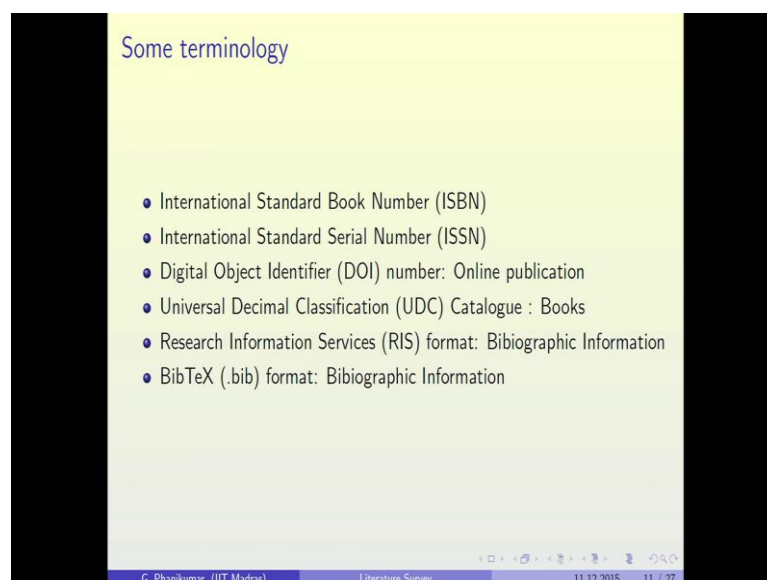 Some terminology
International Standard Book Number (ISBN)
International Standard Serial Number (ISSN)
Digital Object Identifier (DOI) number: Online publication
Universal Decimal Classification (UDC) Catalogue : Books
Research Information Services (RIS) format: Bibiographic Information
BibTeX (.bib) format: Bibiographic Information
G. Phanikumar (IIT Madras) Literature Survey 11.12.2015 11 / 27